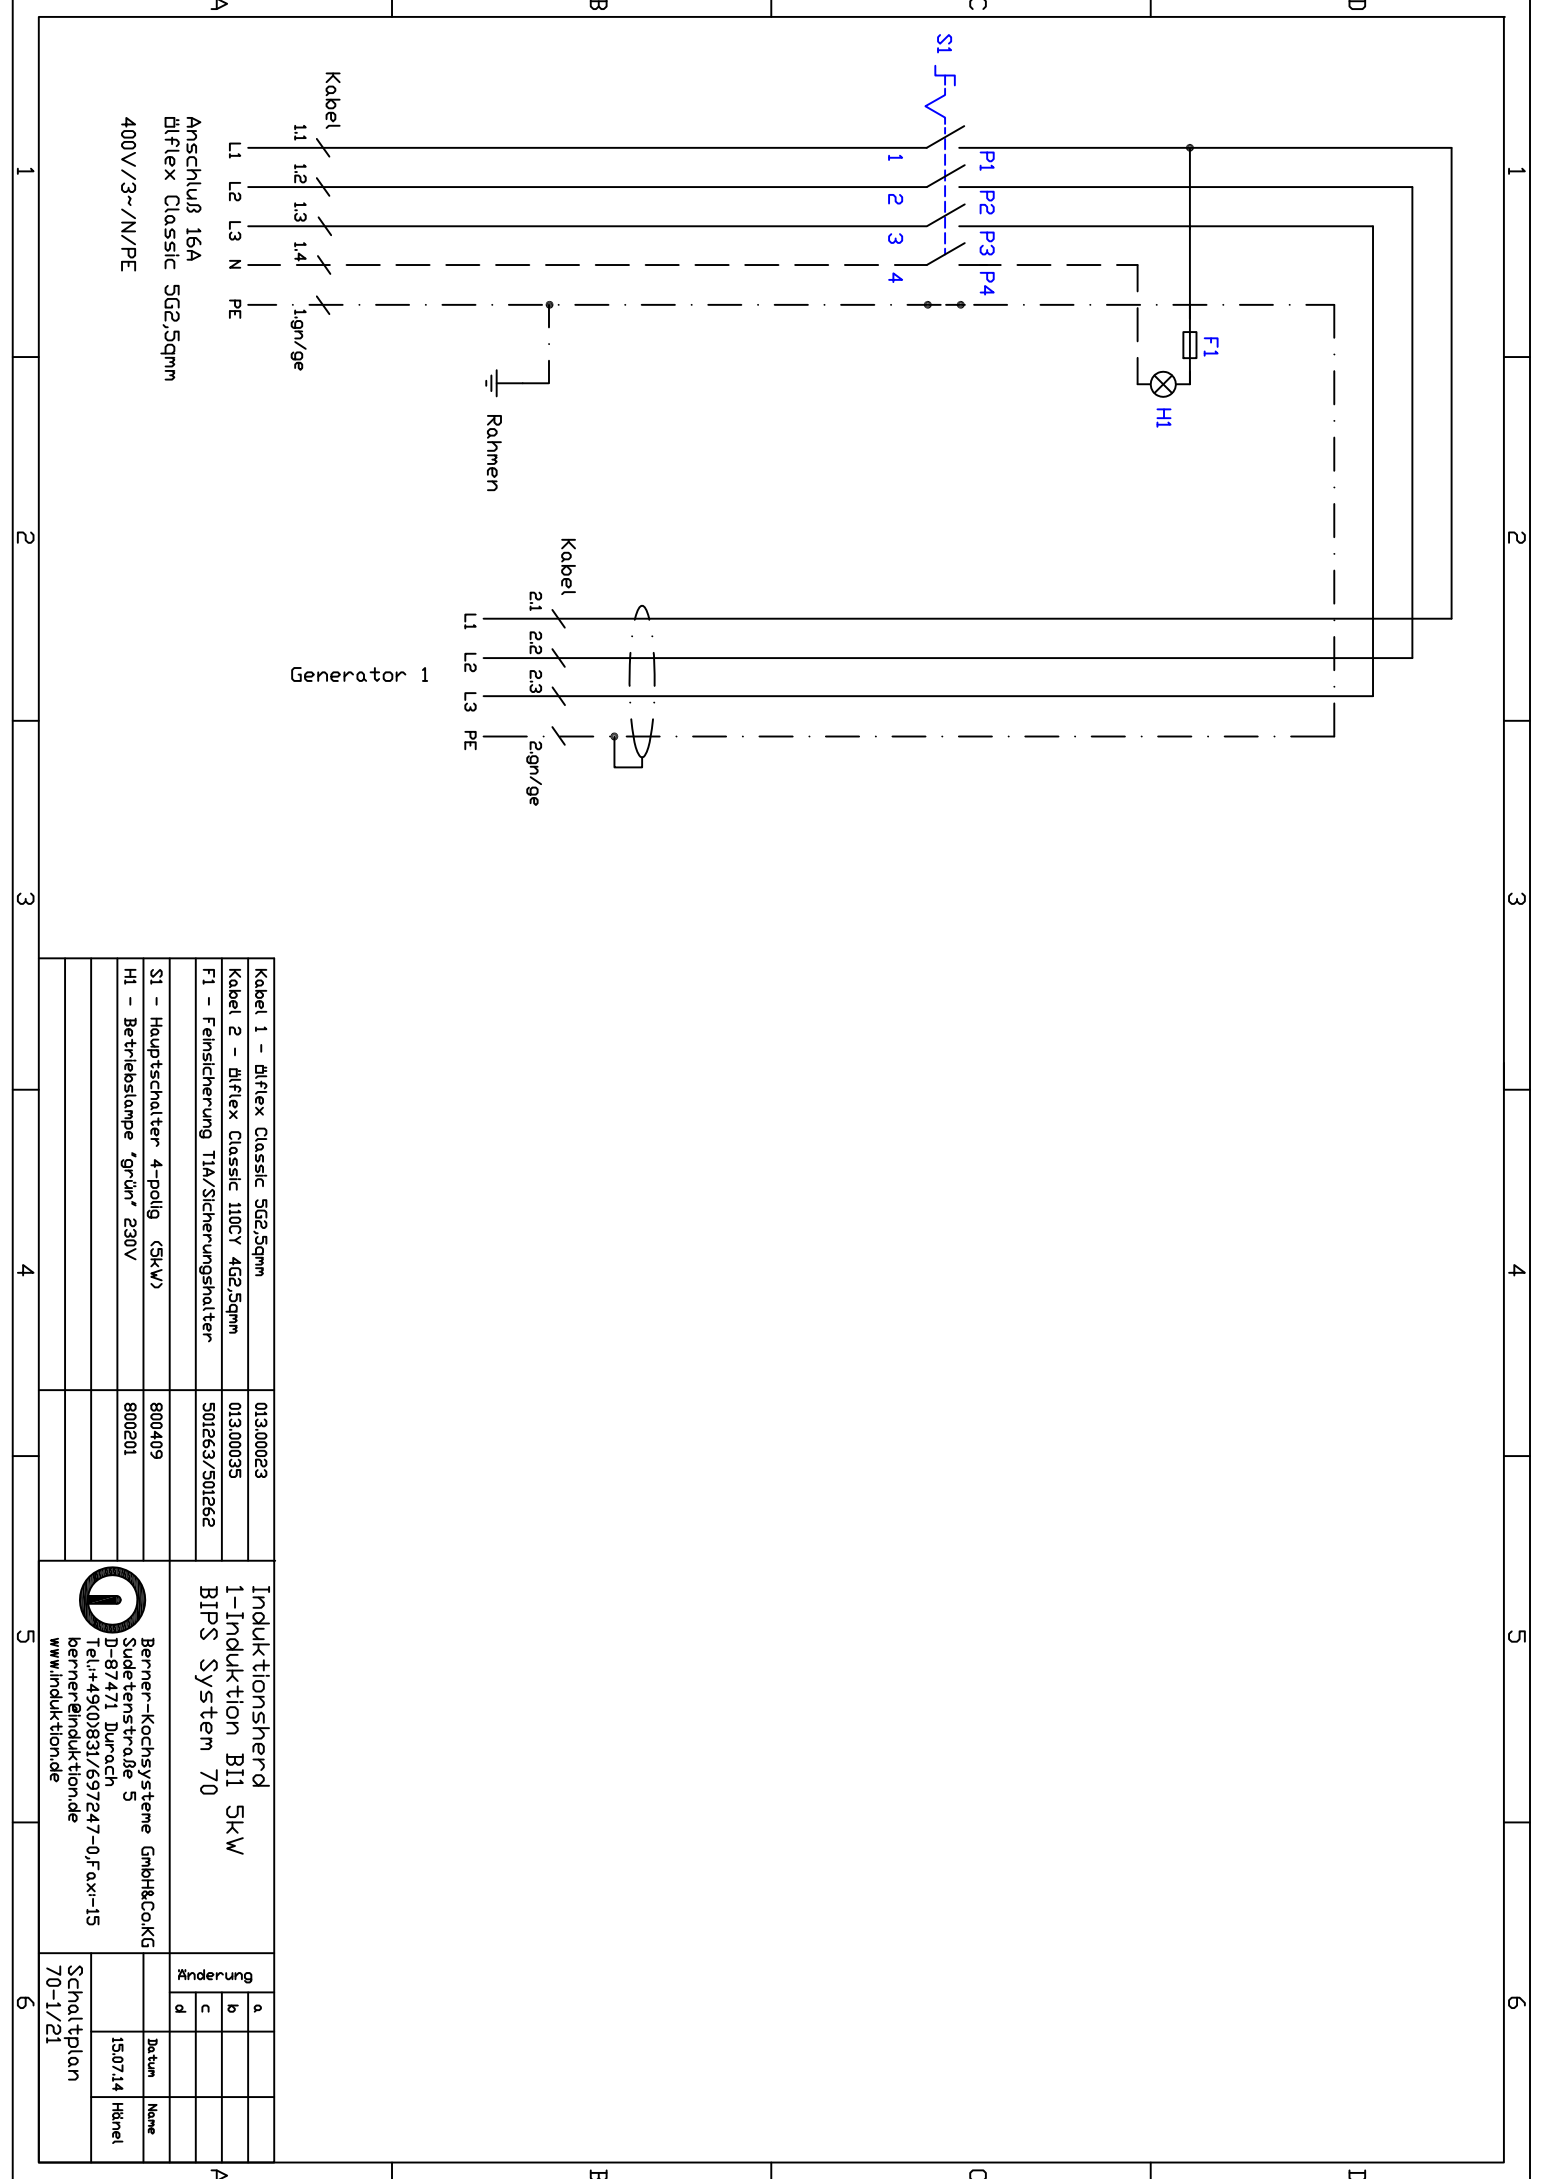 D
C
B
A
1
2
3
4
5
6
S1
P1
P2
P3
P4
1
2
3
4
F1
H1
Kabel
1.1
1.2
1.3
1.4
1.gn/ge
L1
L2
L3
N
PE
Anschluß 16A
ölflex Classic 5G2,5qmm
400V/3~/N/PE
Rahmen
Kabel
2.1
2.2
2.3
2.gn/ge
L1
L2
L3
PE
Generator 1
Kabel 1 - ölflex Classic 5G2,5qmm 013.00023
Kabel 2 - ölflex Classic 110CY 4G2,5qmm 013.00035
F1 - Feinsicherung T1A/Sicherungshalter 501263/501262
S1 - Hauptschalter 4-polig (5kW) 800409
H1 - Betriebslampe "grün" 230V 800201
Induktionsherd
1-Induktion BI1 5kW
BIPS System 70
Berner-Kochsysteme GmbH&Co.KG
Sudetenstraße 5
D-87471 Durach
Tel.:+49(0)831/697247-0,Fax:-15
berner@induktion.de
www.induktion.de
Änderung
a
b
c
d
Datum Name
15.07.14 Hänel
Schaltplan
70-1/21
1
2
3
4
5
6
D
C
B
A